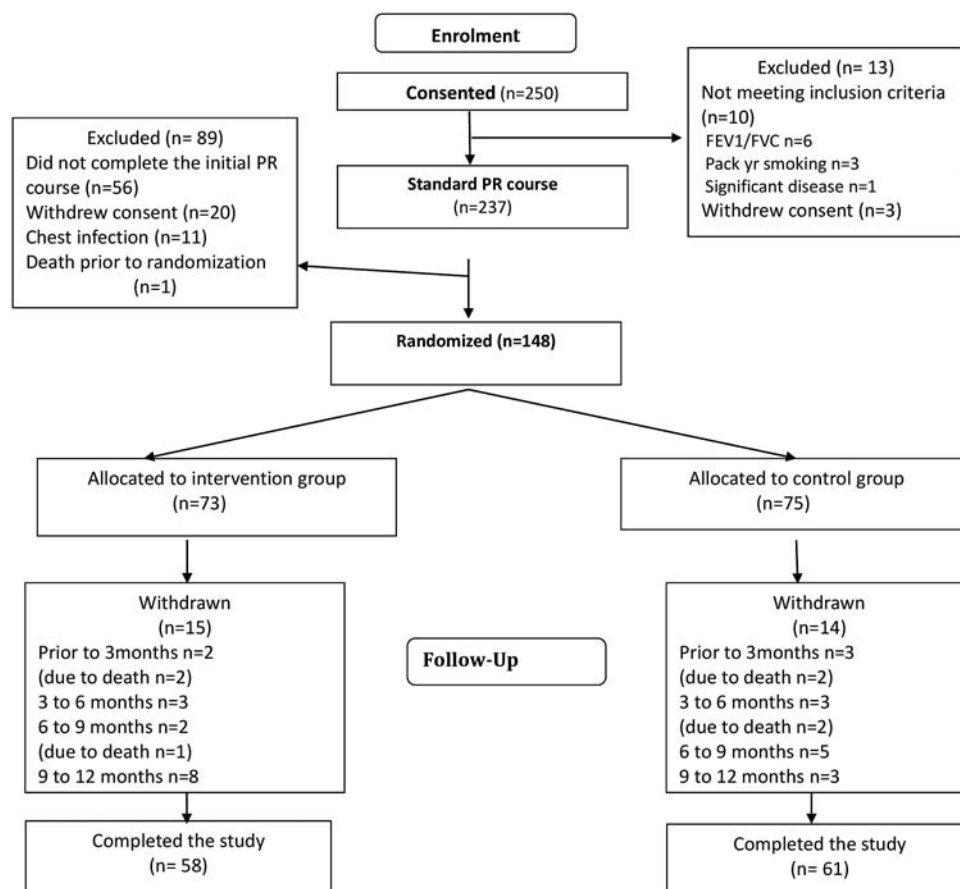 Enrolment
Consented (n=250)
Excluded (n= 13)
Not meeting inclusion criteria
(n=10)
FEV1/FVC n=6
Pack yr smoking n=3
Significant disease n=1
Withdrew consent (n=3)
Excluded (n= 89)
Did not complete the initial PR
course (n=56)
Withdrew consent (n=20)
Chest infection (n=11)
Death prior to randomization
(n=1)
Standard PR course
(n=237)
Randomized (n=148)
Allocated to intervention group
(n=73)
Allocated to control group
(n=75)
Withdrawn
(n=15)
Prior to 3months n=2
(due to death n=2)
3 to 6 months n=3
6 to 9 months n=2
(due to death n=1)
9 to 12 months n=8
Follow-Up
Withdrawn
(n=14)
Prior to 3months n=3
(due to death n=2)
3 to 6 months n=3
(due to death n=2)
6 to 9 months n=5
9 to 12 months n=3
Completed the study
(n= 58)
Completed the study
(n= 61)